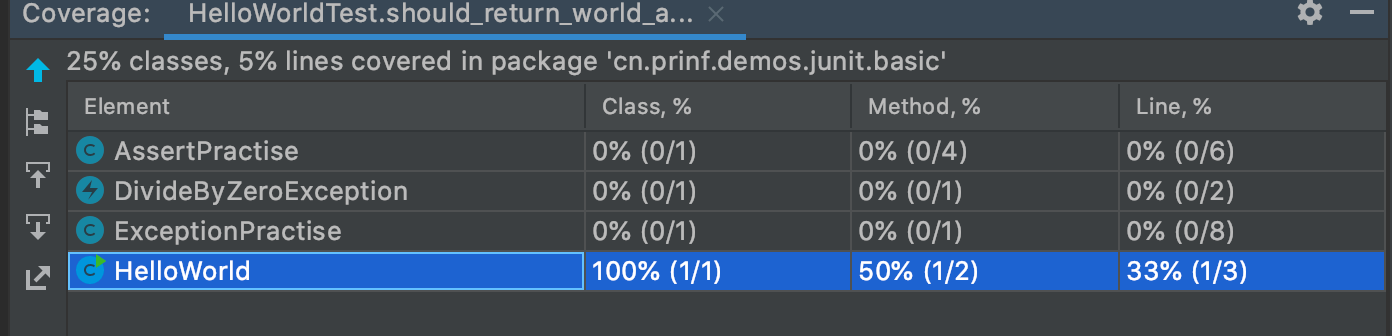 Coverage: HelloWorldTest.should_return_world_a...
25% classes, 5% lines covered in package 'cn.prinf.demos.junit.basic'
Element Class, % Method, % Line, %
C AssertPractise 0% (0/1) 0% (0/4) 0% (0/6)
DivideByZeroException 0% (0/1) 0% (0/1) 0% (0/2)
C ExceptionPractise 0% (0/1) 0% (0/1) 0% (0/8)
C HelloWorld 100% (1/1) 50% (1/2) 33% (1/3)